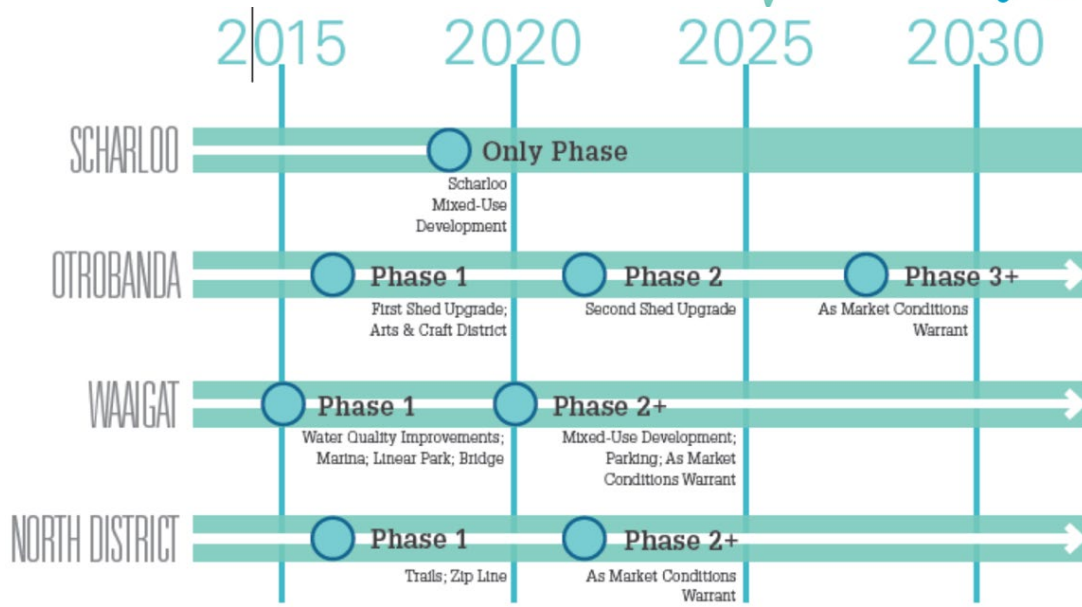 2015 2020 2025 2030
SCHARLOO
Only Phase
Scharloo
Mixed-Use
Development
OTROBANDA
Phase 1
First Shed Upgrade;
Arts & Craft District
Phase 2
Second Shed Upgrade
Phase 3+
As Market Conditions
Warrant
WAAIGAT
Phase 1
Water Quality Improvements;
Marina; Linear Park; Bridge
Phase 2+
Mixed-Use Development;
Parking; As Market
Conditions Warrant
NORTH DISTRICT
Phase 1
Trails; Zip Line
Phase 2+
As Market Conditions
Warrant